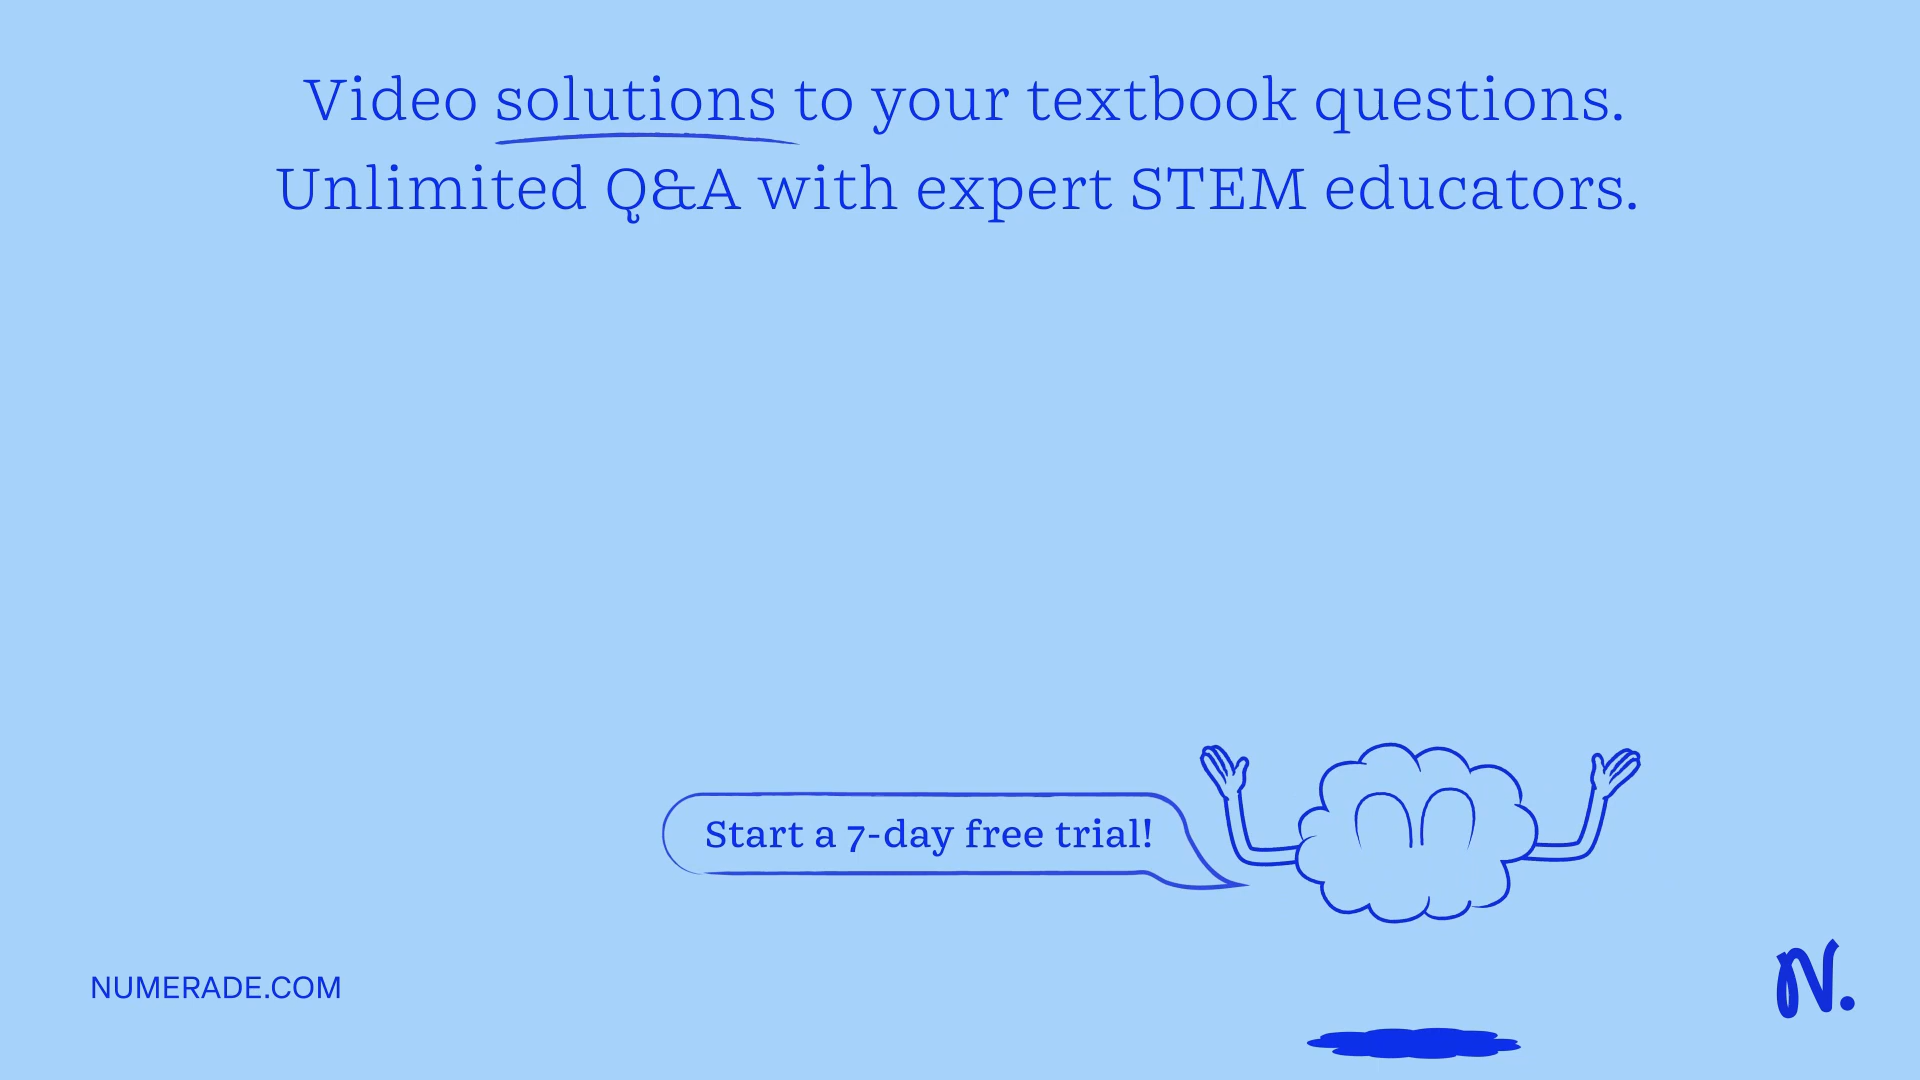 Video solutions to your textbook questions.
Unlimited Q&A with expert STEM educators.
Start a 7-day free trial!
NUMERADE.COM
N.